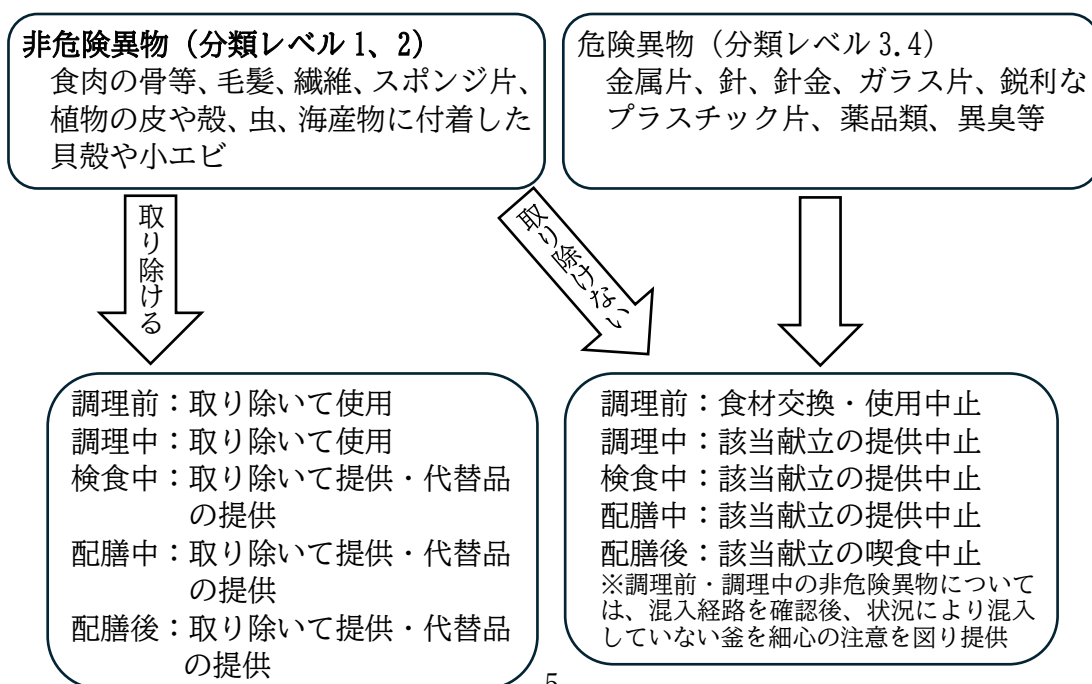 非危険異物（分類レベル1、2）
食肉の骨等、毛髪、繊維、スポンジ片、
植物の皮や殻、虫、海産物に付着した
貝殻や小エビ
危険異物（分類レベル3.4）
金属片、針、針金、ガラス片、鋭利な
プラスチック片、薬品類、異臭等
取り除ける
取り除けない
調理前：取り除いて使用
調理中：取り除いて使用
検食中：取り除いて提供・代替品
の提供
配膳中：取り除いて提供・代替品
の提供
配膳後：取り除いて提供・代替品
の提供
調理前：食材交換・使用中止
調理中：該当献立の提供中止
検食中：該当献立の提供中止
配膳中：該当献立の提供中止
配膳後：該当献立の喫食中止
※調理前・調理中の非危険異物について
は、混入経路を確認後、状況により混入
していない釜を細心の注意を図り提供
5